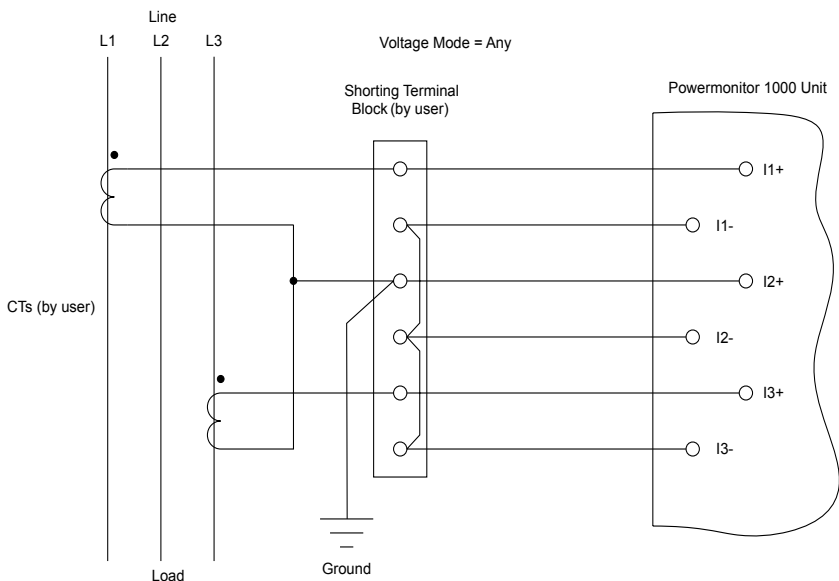 Line
L1 L2 L3
Voltage Mode = Any
Shorting Terminal
Block (by user)
Powermonitor 1000 Unit
I1+
I1-
I2+
CTs (by user)
I2-
I3+
I3-
Ground
Load